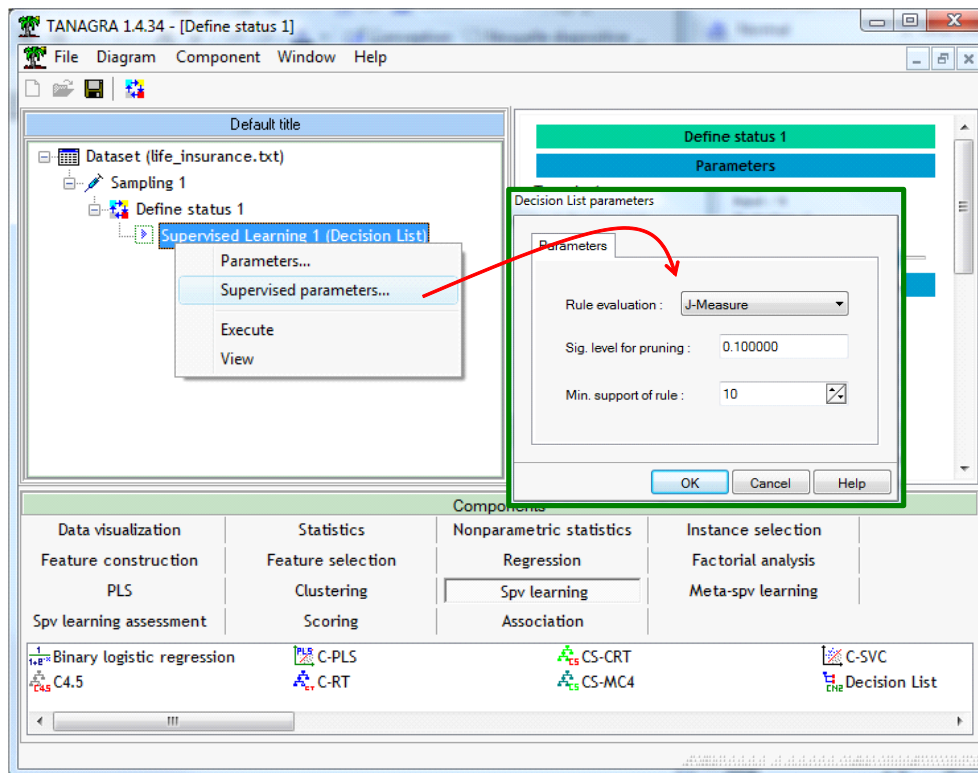 TANAGRA 1.4.34 - [Define status 1]
File Diagram Component Window Help
Default title
Dataset (life_insurance.txt)
Sampling 1
Define status 1
Supervised Learning 1 (Decision List)
Parameters...
Supervised parameters...
Execute
View
Define status 1
Parameters
Decision List parameters
Parameters
Rule evaluation : J-Measure
Sig. level for pruning : 0.100000
Min. support of rule : 10
OK Cancel Help
Components
Data visualization Statistics Nonparametric statistics Instance selection
Feature construction Feature selection Regression Factorial analysis
PLS Clustering Spv learning Meta-spv learning
Spv learning assessment Scoring Association
Binary logistic regression C-PLS CS-CRT C-SVC
C4.5 C-RT CS-MC4 Decision List